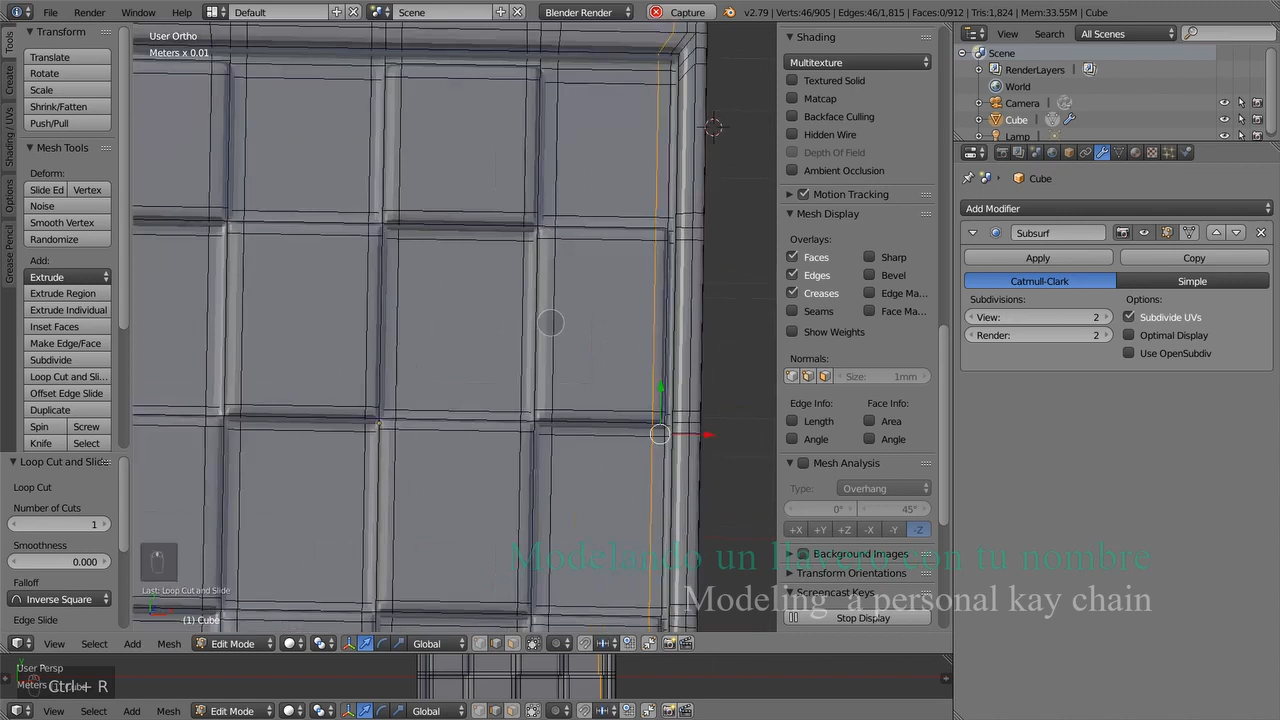 File Render Window Help Default Scene Blender Render Capture v2.79 | Verts:46/905 | Edges:46/1,815 | Faces:0/912 | Tris:1,824 | Mem:33.55M | Cube
Tools
Create
Shading / UVs
Options
Grease Pencil
Transform
Translate
Rotate
Scale
Shrink/Fatten
Push/Pull
Mesh Tools
Deform:
Slide Ed Vertex
Noise
Smooth Vertex
Randomize
Add:
Extrude
Extrude Region
Extrude Individual
Inset Faces
Make Edge/Face
Subdivide
Loop Cut and Sli...
Offset Edge Slide
Duplicate
Spin Screw
Knife Select
Loop Cut and Slide
Loop Cut
Number of Cuts
1
Smoothness
0.000
Falloff
Inverse Square
Edge Slide
User Ortho
Meters x 0.01
Last: Loop Cut and Slide
(1) Cube
Shading
Multitexture
Textured Solid
Matcap
Backface Culling
Hidden Wire
Depth Of Field
Ambient Occlusion
Motion Tracking
Mesh Display
Overlays:
Faces Sharp
Edges Bevel
Creases Edge Ma...
Seams Face Ma...
Show Weights
Normals:
Size: 1mm
Edge Info: Face Info:
Length Area
Angle Angle
Mesh Analysis
Type: Overhang
0° 45°
+X +Y +Z -X -Y -Z
Background Images
Transform Orientations
Screencast Keys
Stop Display
Modelando un llavero con tu nombre
Modeling a personal kay chain
View Search All Scenes
Scene
RenderLayers
World
Camera
Cube
Lamp
Cube
Add Modifier
Subsurf
Apply Copy
Catmull-Clark Simple
Subdivisions: Options:
View: 2 Subdivide UVs
Render: 2 Optimal Display
Use OpenSubdiv
View Select Add Mesh Edit Mode Global
User Persp
Ctrl + R
View Select Add Mesh Edit Mode Global